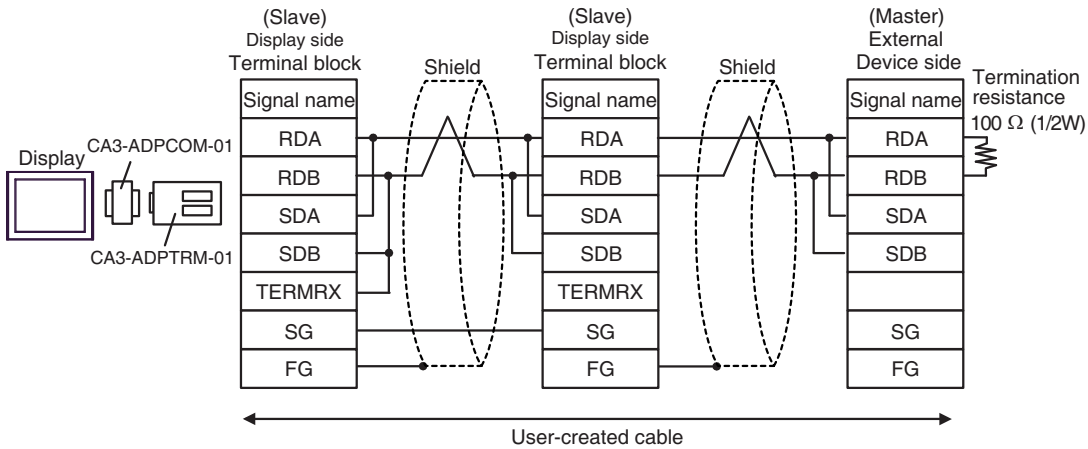 (Slave)
Display side
Terminal block
(Slave)
Display side
Terminal block
(Master)
External
Device side
Shield
Shield
Termination
resistance
100 Ω (1/2W)
Display
CA3-ADPCOM-01
CA3-ADPTRM-01
Signal name
RDA
RDB
SDA
SDB
TERMRX
SG
FG
Signal name
RDA
RDB
SDA
SDB
TERMRX
SG
FG
Signal name
RDA
RDB
SDA
SDB
SG
FG
User-created cable